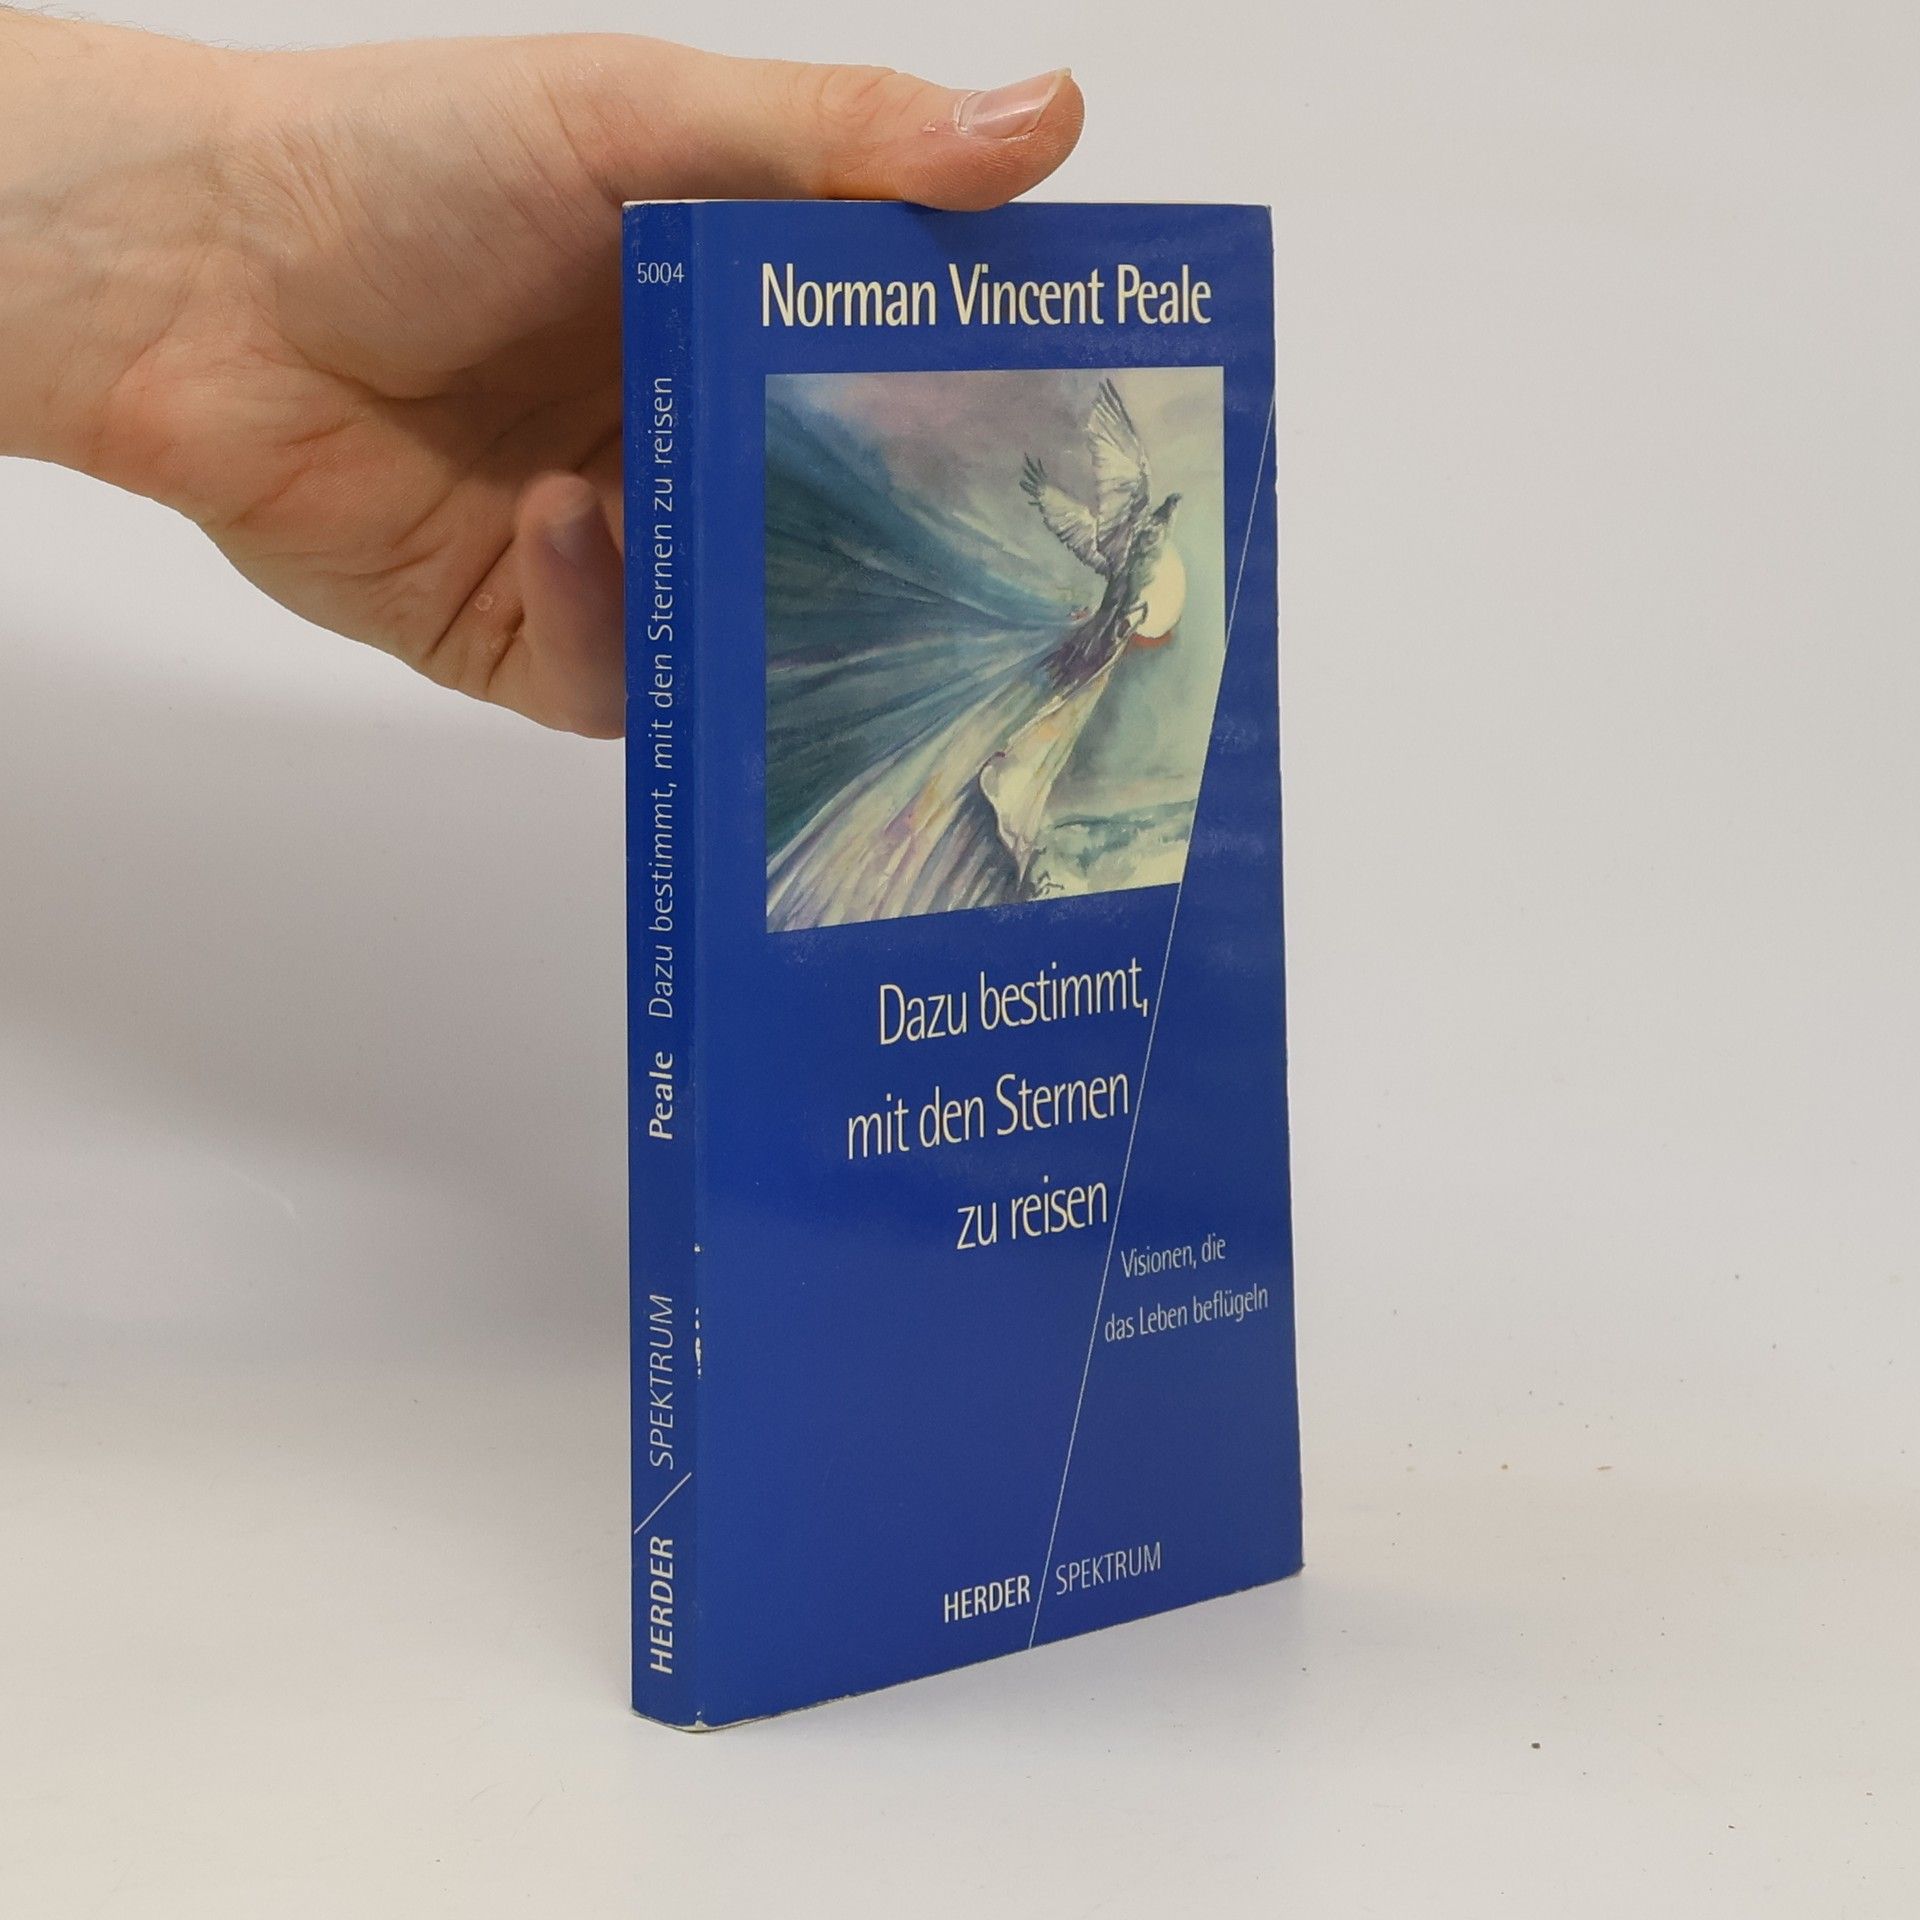 Norman Vincent Peale
Dazu bestimmt,
mit den Sternen
zu reisen
Visionen, die
das Leben beflügeln
HERDER / SPEKTRUM
5004
HERDER / SPEKTRUM Peale Dazu bestimmt, mit den Sternen zu reisen